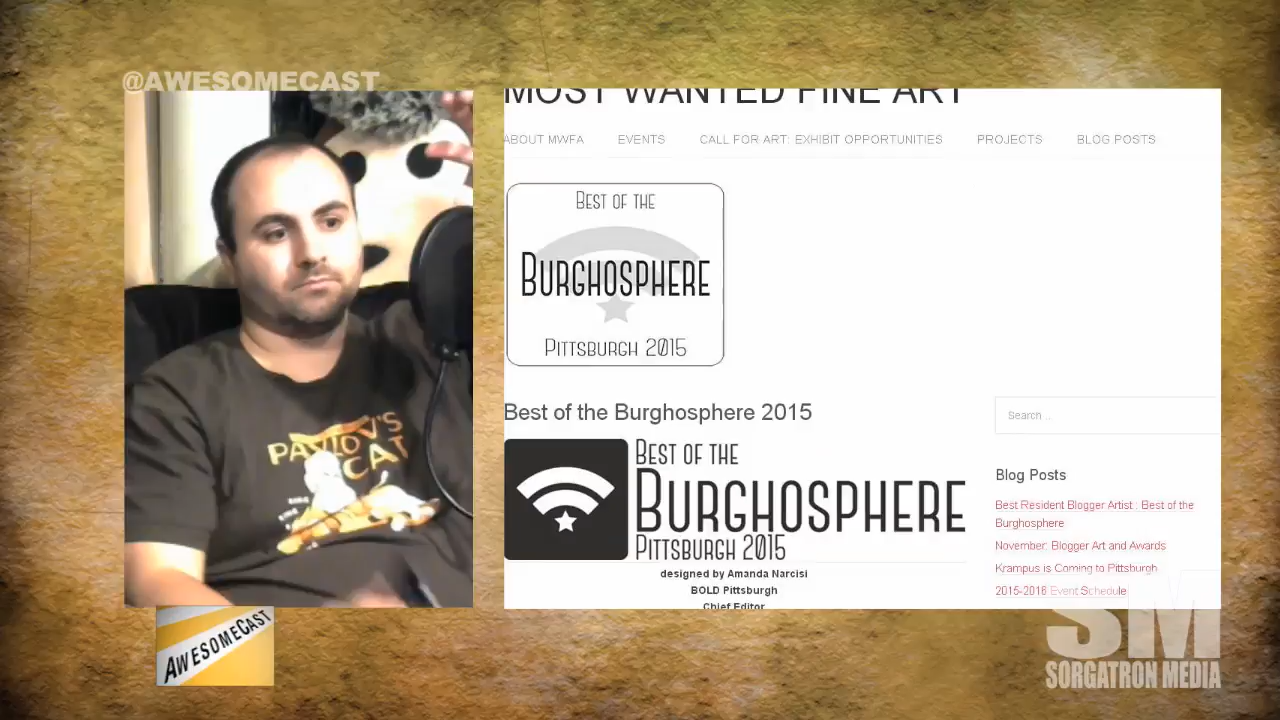 @AWESOMECAST
MOST WANTED FINE ART
ABOUT MWFA EVENTS CALL FOR ART: EXHIBIT OPPORTUNITIES PROJECTS BLOG POSTS
BEST OF THE
BURGHOSPHERE
PITTSBURGH 2015
Best of the Burghosphere 2015
Search ...
BEST OF THE
BURGHOSPHERE
PITTSBURGH 2015
designed by Amanda Narcisi
BOLD Pittsburgh
Chief Editor
Blog Posts
Best Resident Blogger Artist : Best of the
Burghosphere
November: Blogger Art and Awards
Krampus is Coming to Pittsburgh
2015-2016 Event Schedule
PAVLOV'S
CAT
AWESOMECAST
SM
SORGATRON MEDIA